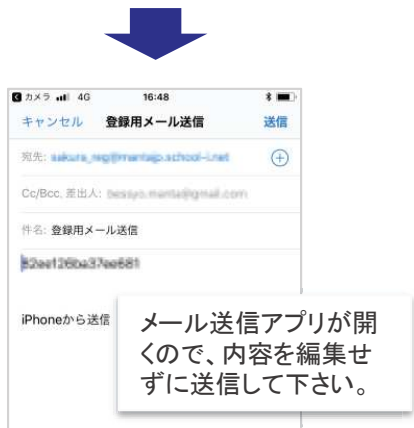 カメラ 4G 16:48
キャンセル 登録用メール送信 送信
宛先:
Cc/Bcc, 差出人:
件名: 登録用メール送信
iPhoneから送信
メール送信アプリが開
くので、内容を編集せ
ずに送信して下さい。